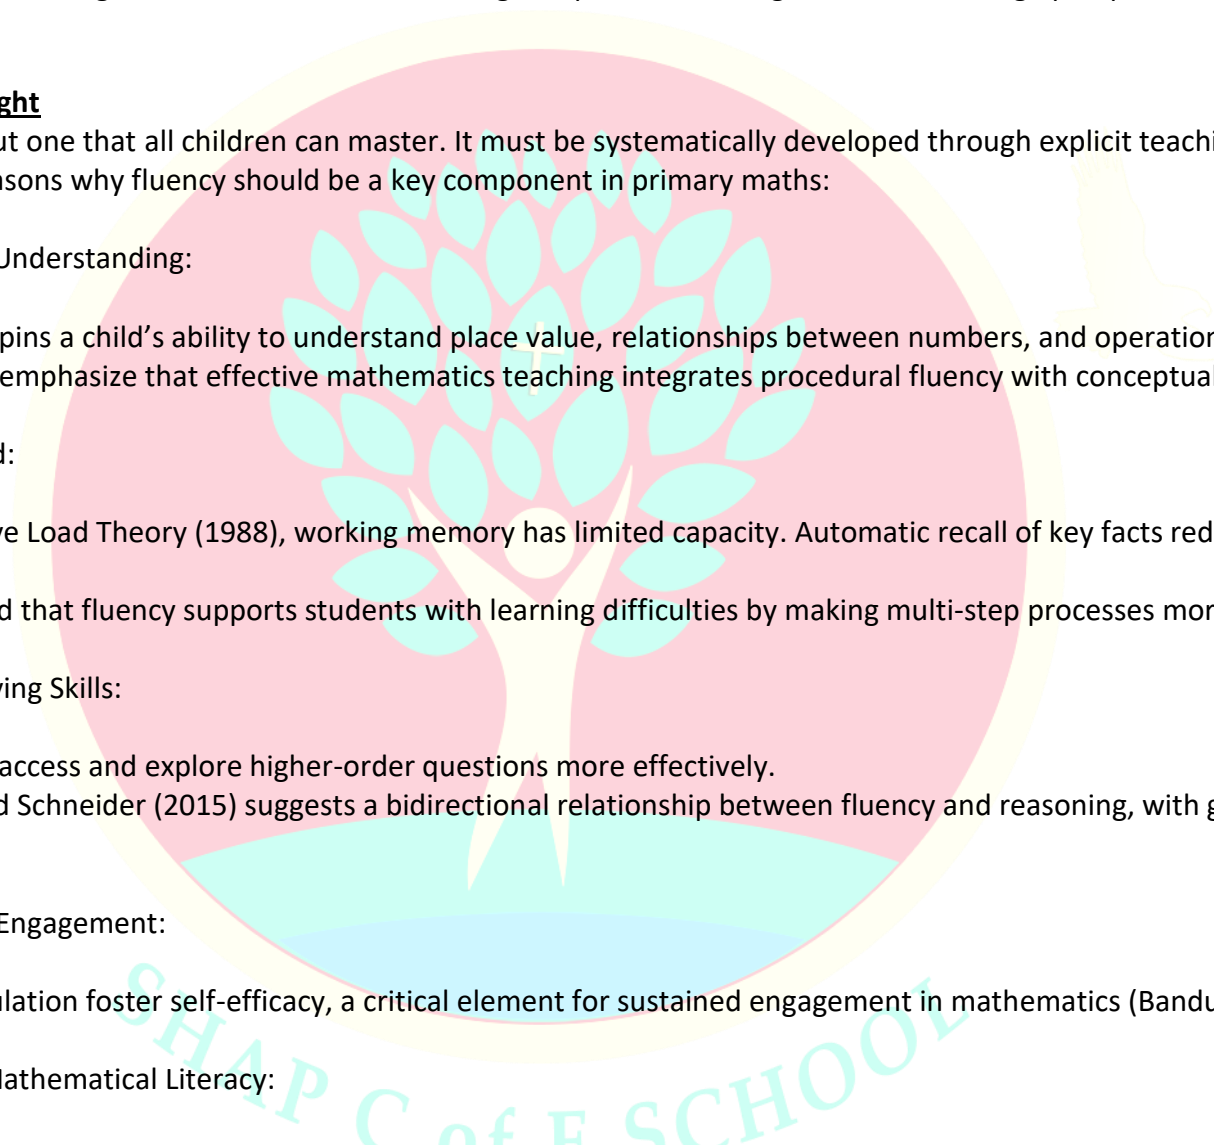 ght
ut one that all children can master. It must be systematically developed through explicit teachi
asons why fluency should be a key component in primary maths:
Understanding:
pins a child's ability to understand place value, relationships between numbers, and operation
emphasize that effective mathematics teaching integrates procedural fluency with conceptual
d:
ve Load Theory (1988), working memory has limited capacity. Automatic recall of key facts red
d that fluency supports students with learning difficulties by making multi-step processes mor
ving Skills:
access and explore higher-order questions more effectively.
d Schneider (2015) suggests a bidirectional relationship between fluency and reasoning, with g
Engagement:
ulation foster self-efficacy, a critical element for sustained engagement in mathematics (Bandu
Mathematical Literacy:
SHAP C of E SCHOOL